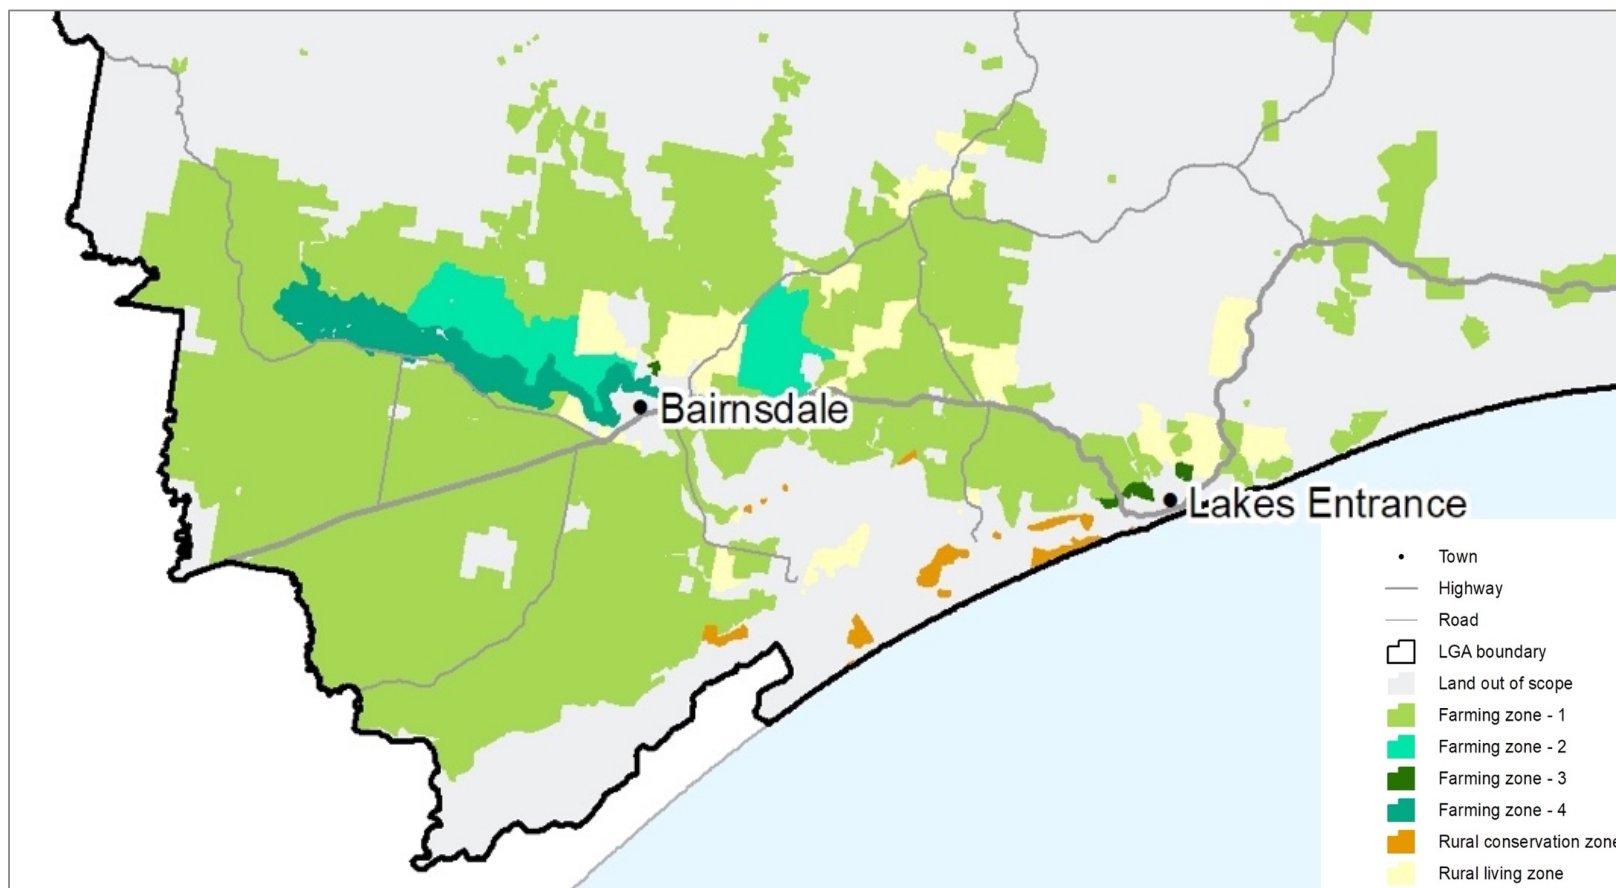 Bairnsdale
Lakes Entrance
Town
Highway
Road
LGA boundary
Land out of scope
Farming zone - 1
Farming zone - 2
Farming zone - 3
Farming zone - 4
Rural conservation zone
Rural living zone